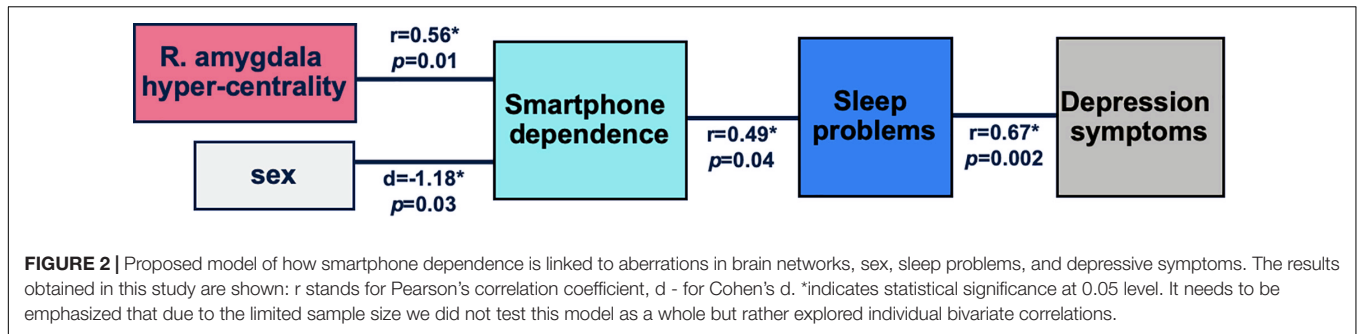 R. amygdala
hyper-centrality
r=0.56*
p=0.01
sex
d=-1.18*
p=0.03
Smartphone
dependence
r=0.49*
p=0.04
Sleep
problems
r=0.67*
p=0.002
Depression
symptoms
FIGURE 2 | Proposed model of how smartphone dependence is linked to aberrations in brain networks, sex, sleep problems, and depressive symptoms. The results
obtained in this study are shown: r stands for Pearson's correlation coefficient, d - for Cohen's d. *indicates statistical significance at 0.05 level. It needs to be
emphasized that due to the limited sample size we did not test this model as a whole but rather explored individual bivariate correlations.